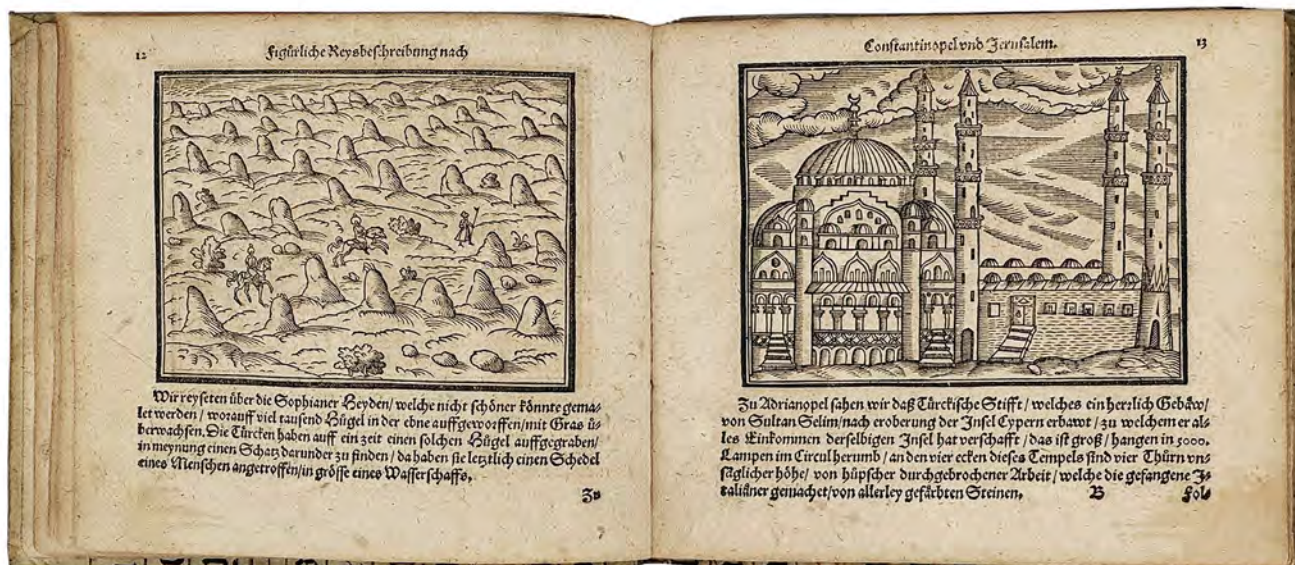 12
Figürliche Reysbeschreibung nach
Wir reyseten über die Sophianer Heyden/ welche nicht schöner könnte gema-
let werden / worauff viel tausend Hügel in der ebne auffgeworffen/mit Gras ü-
berwachsen. Die Türcken haben auff ein zeit einen solchen Hügel auffgegraben/
in meynung einen Schatz darunder zu finden / da haben sie letztlich einen Schedel
eines Menschen angetroffen/in grösse eines Wasserschaffs.
Zu
Constantinopel vnd Jerusalem.
13
Zu Adrianopel sahen wir daß Türckische Stifft / welches ein herrlich Gebäw/
von Sultan Selim/nach eroberung der Insel Cypern erbawt / zu welchem er al-
les Einkommen derselbigen Insel hat verschafft / das ist groß / hangen in 5000.
Lampen im Circul herumb / an den vier ecken dieses Tempels sind vier Thürn vn-
säglicher höhe/ von hüpscher durchgebrochener Arbeit / welche die gefangene J-
taliäner gemachet/von allerley gefärbten Steinen.
B
Fol-